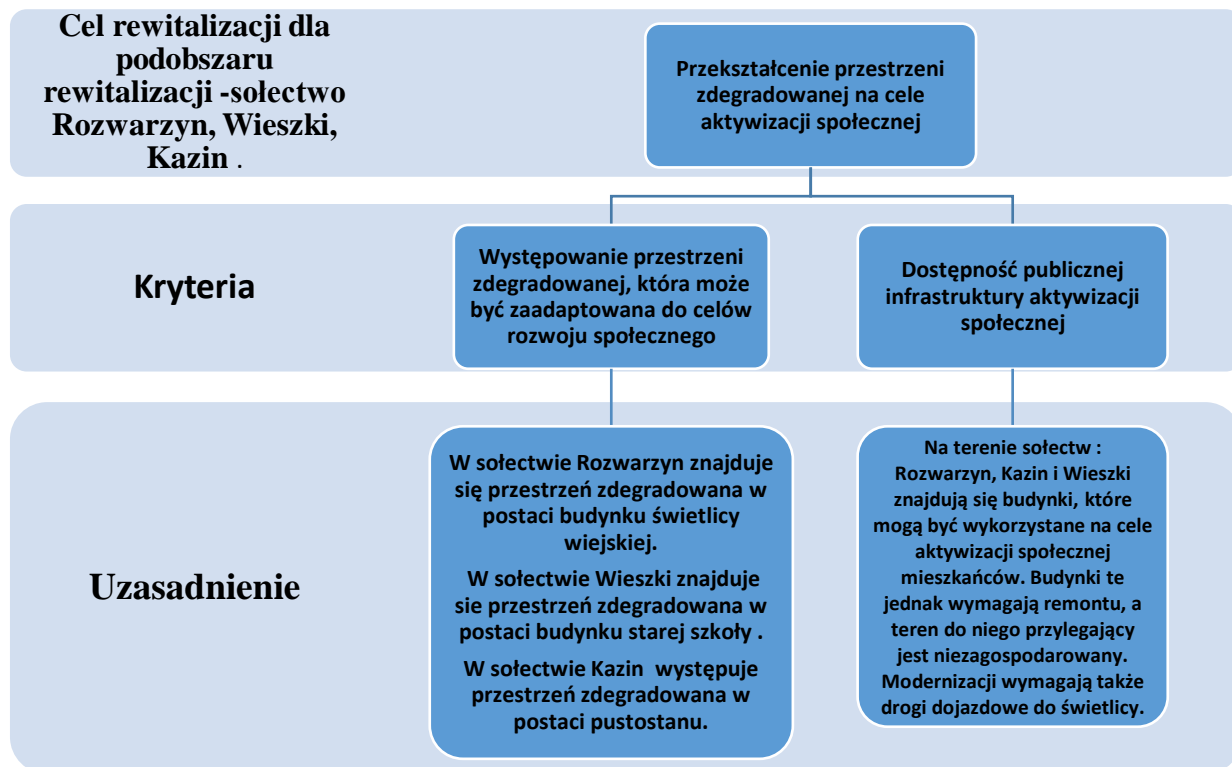 Cel rewitalizacji dla
podobszaru
rewitalizacji -sołectwo
Rozwarzyn, Wieszki,
Kazin .
Przekształcenie przestrzeni
zdegradowanej na cele
aktywizacji społecznej
Kryteria
Występowanie przestrzeni
zdegradowanej, która może
być zaadaptowana do celów
rozwoju społecznego
Dostępność publicznej
infrastruktury aktywizacji
społecznej
Uzasadnienie
W sołectwie Rozwarzyn znajduje
się przestrzeń zdegradowana w
postaci budynku świetlicy
wiejskiej.
W sołectwie Wieszki znajduje
sie przestrzeń zdegradowana w
postaci budynku starej szkoły .
W sołectwie Kazin  występuje
przestrzeń zdegradowana w
postaci pustostanu.
Na terenie sołectw :
Rozwarzyn, Kazin i Wieszki
znajdują się budynki, które
mogą być wykorzystane na cele
aktywizacji społecznej
mieszkańców. Budynki te
jednak wymagają remontu, a
teren do niego przylegający
jest niezagospodarowany.
Modernizacji wymagają także
drogi dojazdowe do świetlicy.